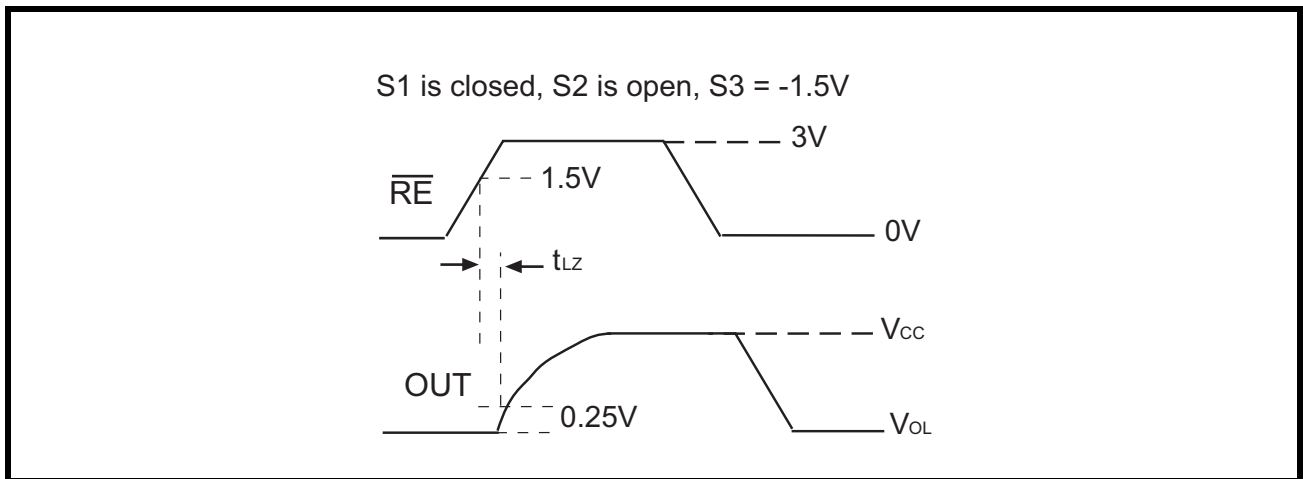 S1 is closed, S2 is open, S3 = -1.5V
3V
1.5V
RE
0V
tLZ
VCC
OUT
0.25V
VOL